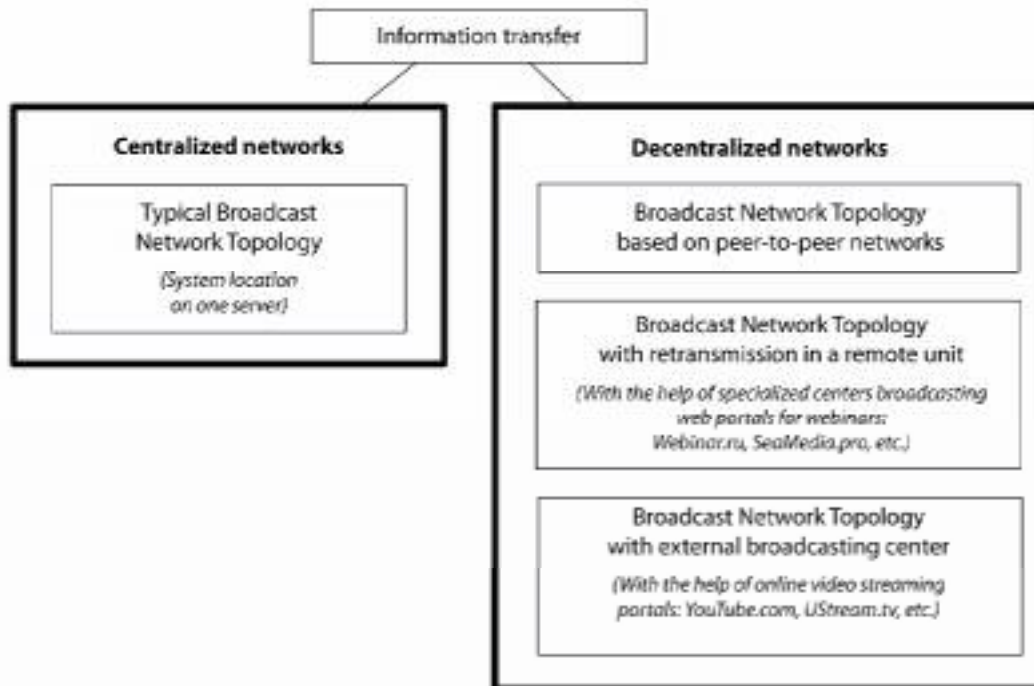 Information transfer
Centralized networks
Typical Broadcast
Network Topology
(System location
on one server)
Decentralized networks
Broadcast Network Topology
based on peer-to-peer networks
Broadcast Network Topology
with retransmission in a remote unit
(With the help of specialized centers broadcasting
web portals for webinars:
Webinar.ru, SeaMedia.pro, etc.)
Broadcast Network Topology
with external broadcasting center
(With the help of online video streaming
portals: YouTube.com, UStream.tv, etc.)